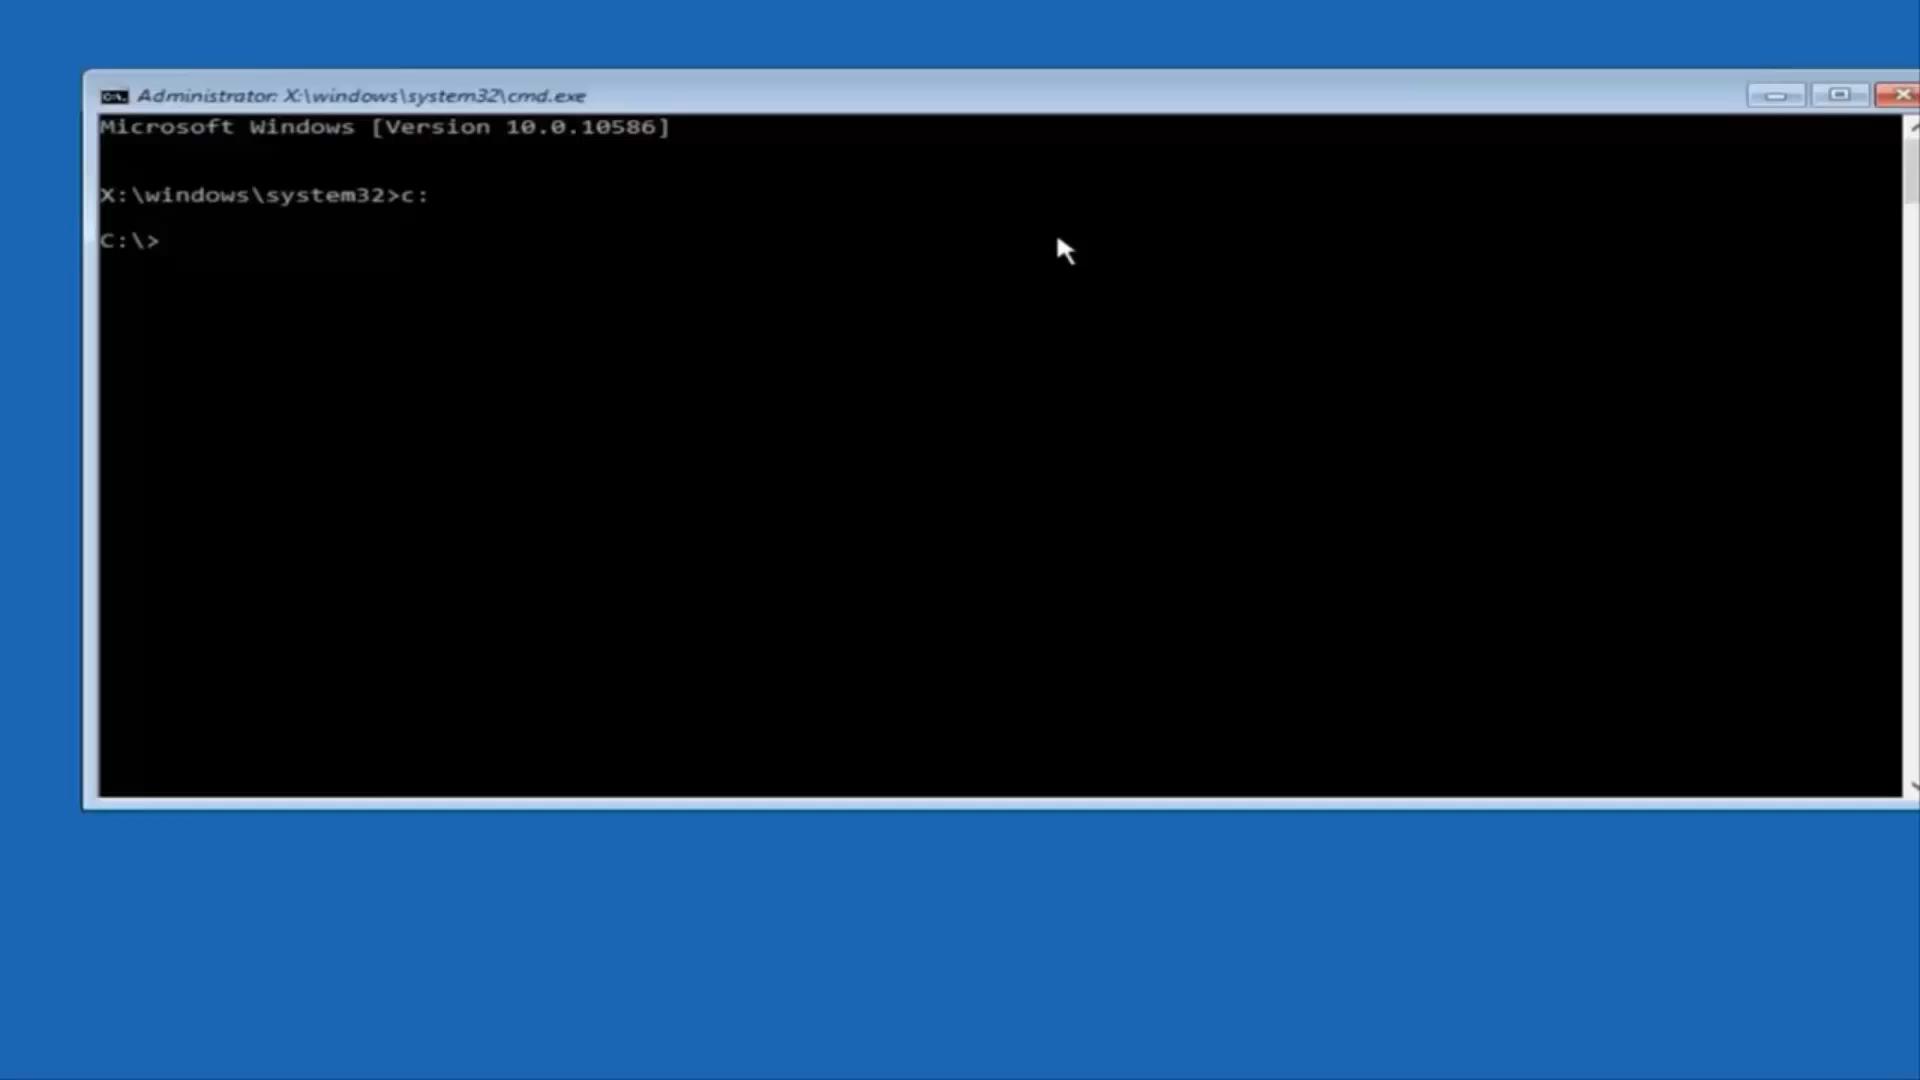 Administrator: X:\windows\system32\cmd.exe
Microsoft Windows [Version 10.0.10586]
X:\windows\system32>c:
C:\>